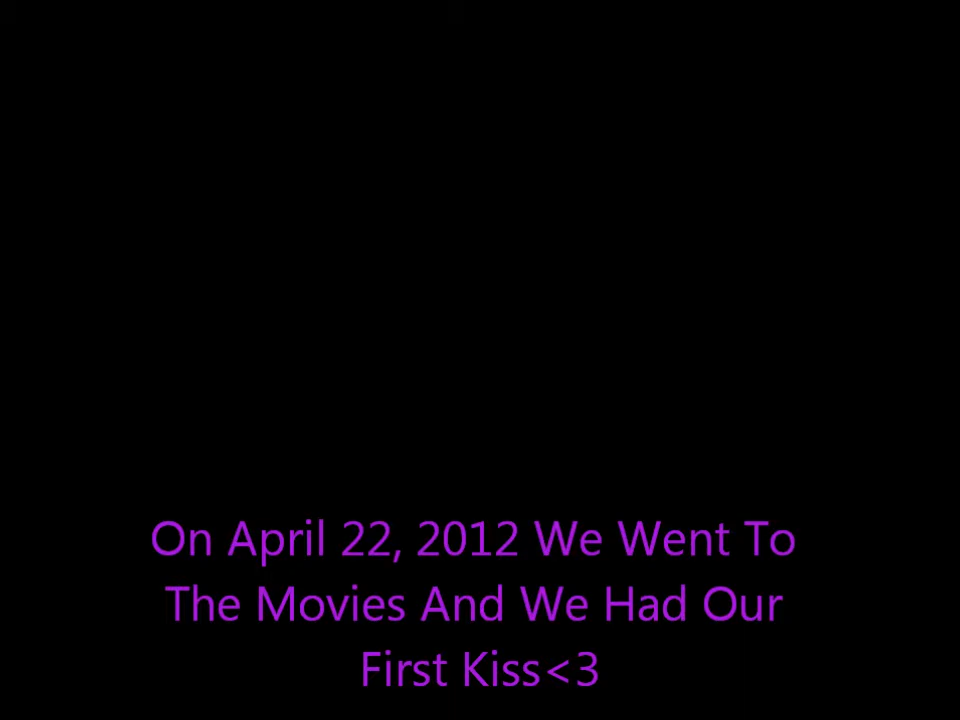 On April 22, 2012 We Went To
The Movies And We Had Our
First Kiss<3